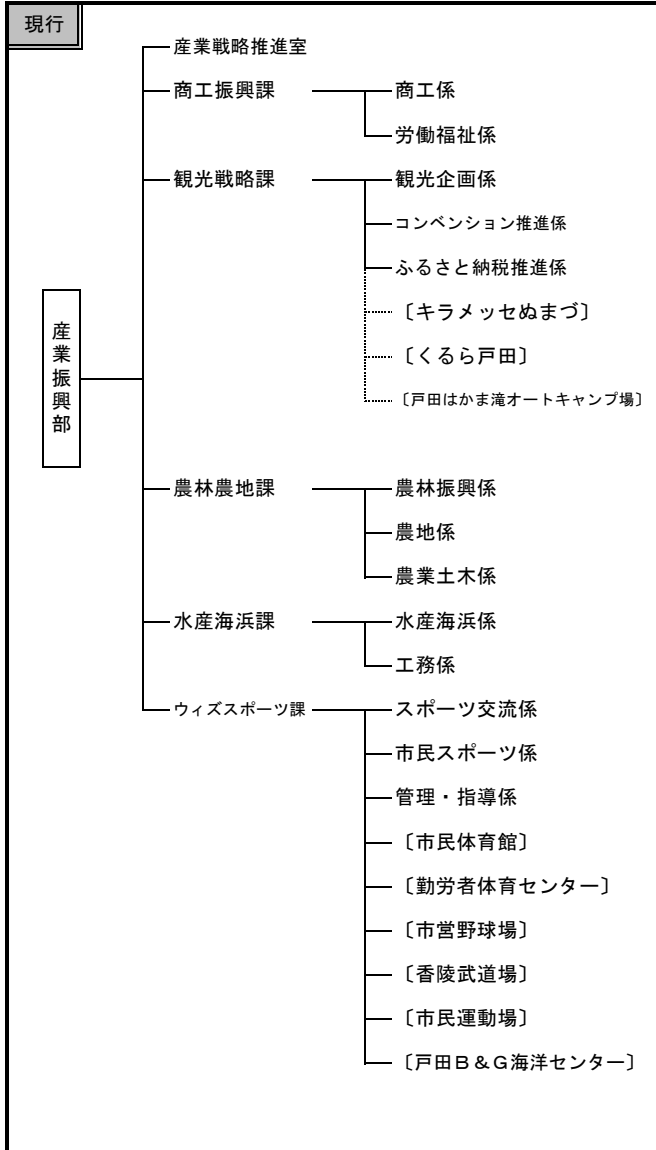 現行
産業振興部
産業戦略推進室
商工振興課
商工係
労働福祉係
観光戦略課
観光企画係
コンベンション推進係
ふるさと納税推進係
〔キラメッセぬまづ〕
〔くるら戸田〕
〔戸田はかま滝オートキャンプ場〕
農林農地課
農林振興係
農地係
農業土木係
水産海浜課
水産海浜係
工務係
ウィズスポーツ課
スポーツ交流係
市民スポーツ係
管理・指導係
〔市民体育館〕
〔勤労者体育センター〕
〔市営野球場〕
〔香陵武道場〕
〔市民運動場〕
〔戸田Ｂ＆Ｇ海洋センター〕